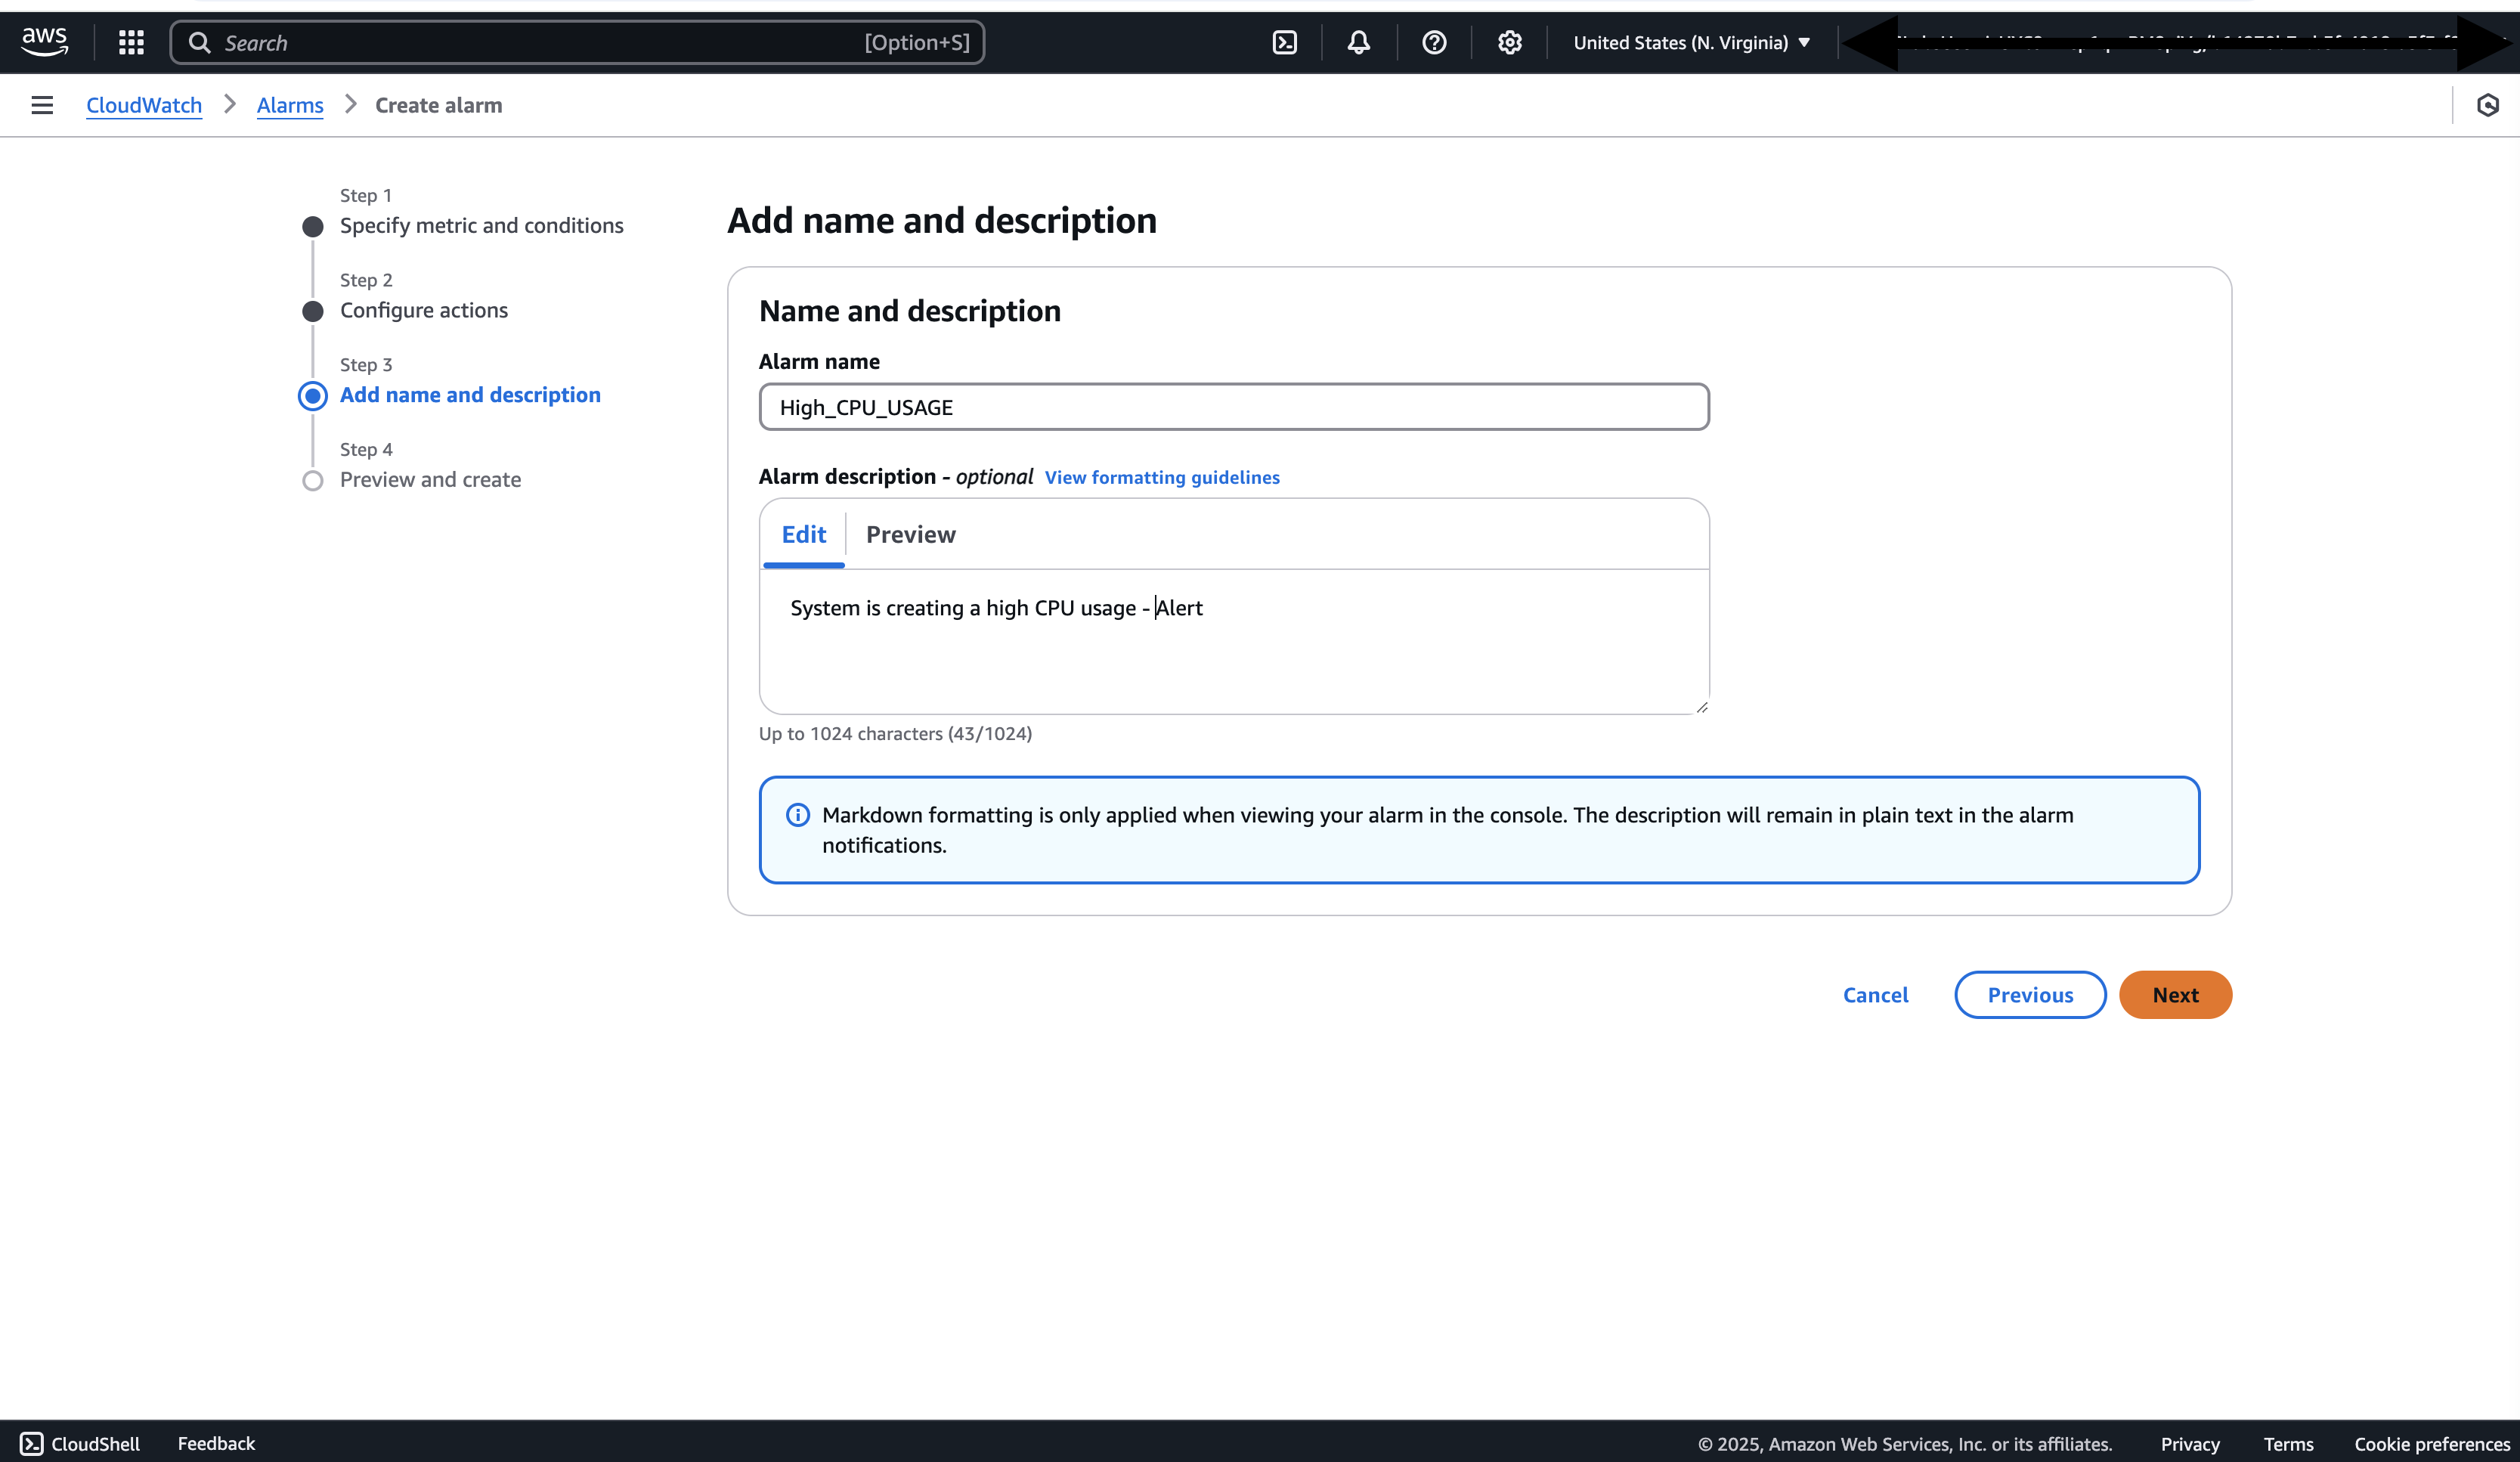 aws
Search [Option+S]
United States (N. Virginia)
CloudWatch
Alarms
Create alarm
Step 1
Specify metric and conditions
Step 2
Configure actions
Step 3
Add name and description
Step 4
Preview and create
Add name and description
Name and description
Alarm name
High_CPU_USAGE
Alarm description - optional View formatting guidelines
Edit Preview
System is creating a high CPU usage - Alert
Up to 1024 characters (43/1024)
Markdown formatting is only applied when viewing your alarm in the console. The description will remain in plain text in the alarm
notifications.
Cancel Previous Next
CloudShell Feedback
© 2025, Amazon Web Services, Inc. or its affiliates. Privacy Terms Cookie preferences